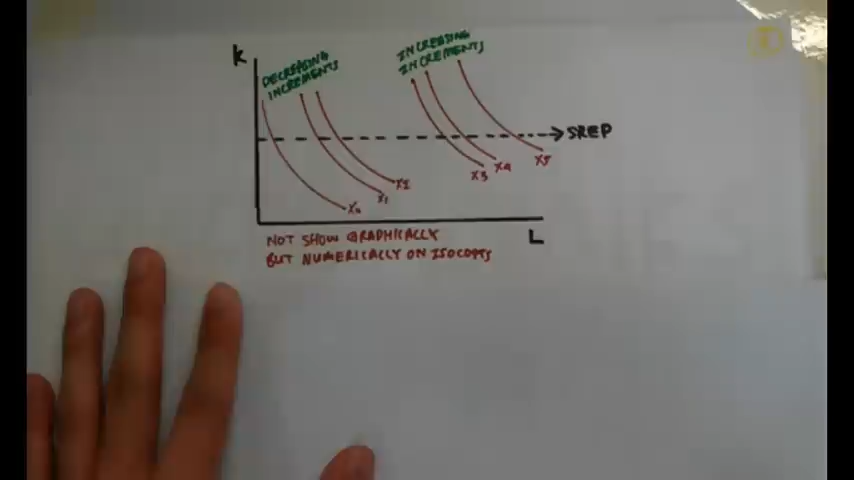 K
DECREASING
INCREMENTS
INCREASING
INCREMENTS
SREP
X0
X1
X2
X3
X4
X5
L
NOT SHOW GRAPHICALLY
BUT NUMERICALLY ON ISOCOSTS